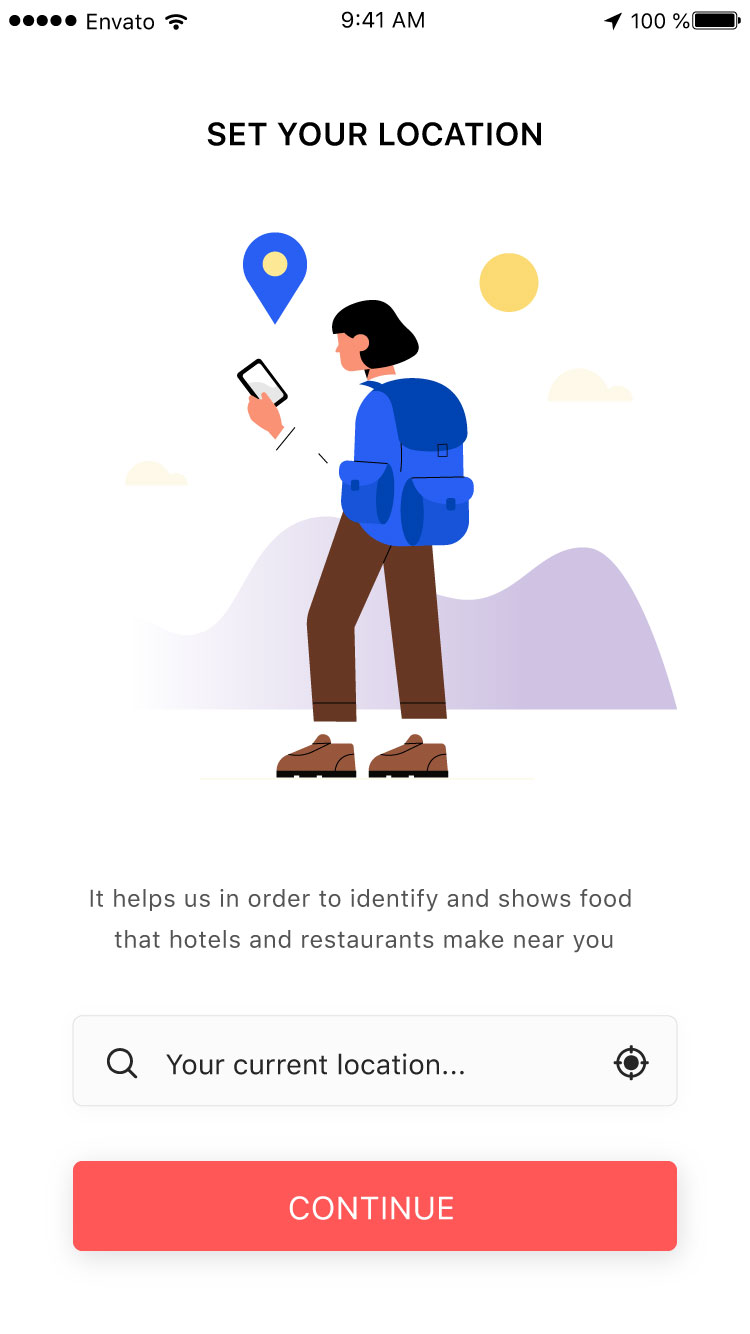 Envato 9:41 AM 100 %
SET YOUR LOCATION
It helps us in order to identify and shows food
that hotels and restaurants make near you
Your current location...
CONTINUE